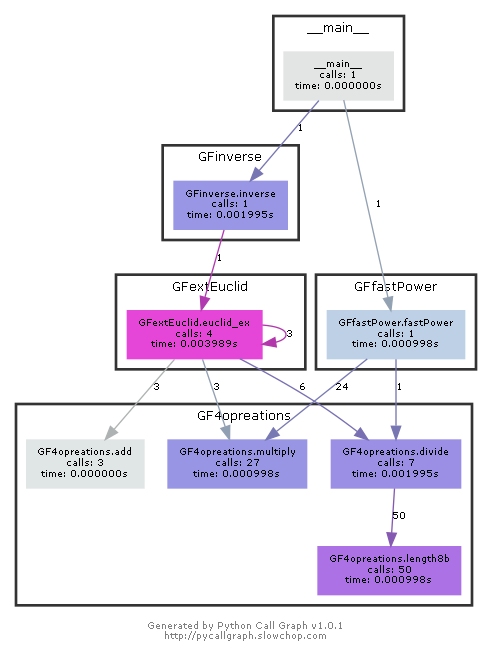 __main__
__main__
calls: 1
time: 0.000000s
1
GFinverse
GFinverse.inverse
calls: 1
time: 0.001995s
1
1
GFextEuclid
GFextEuclid.euclid_ex
calls: 4
time: 0.003989s
3
GFfastPower
GFfastPower.fastPower
calls: 1
time: 0.000998s
3
3
6
24
1
GF4opreations
GF4opreations.add
calls: 3
time: 0.000000s
GF4opreations.multiply
calls: 27
time: 0.000998s
GF4opreations.divide
calls: 7
time: 0.001995s
50
GF4opreations.length8b
calls: 50
time: 0.000998s
Generated by Python Call Graph v1.0.1
http://pycallgraph.slowchop.com